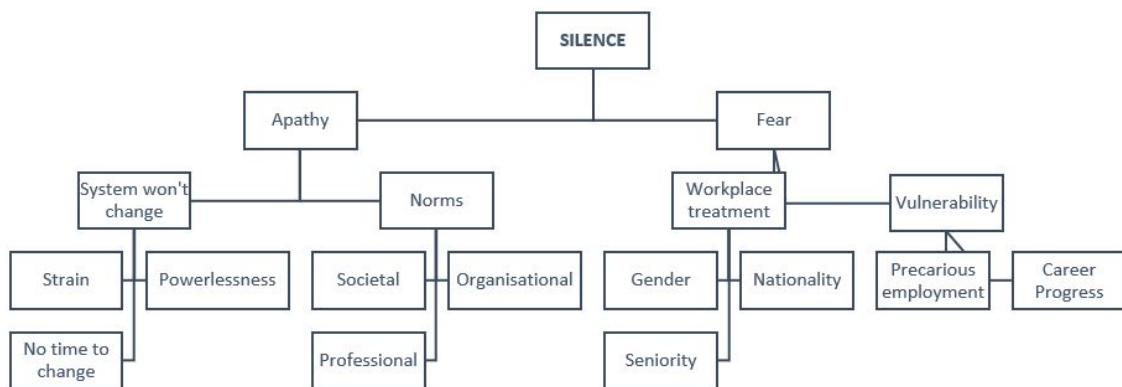 SILENCE
Apathy
Fear
System won't
change
Norms
Workplace
treatment
Vulnerability
Strain
Powerlessness
Societal
Organisational
Gender
Nationality
Precarious
employment
Career
Progress
No time to
change
Professional
Seniority